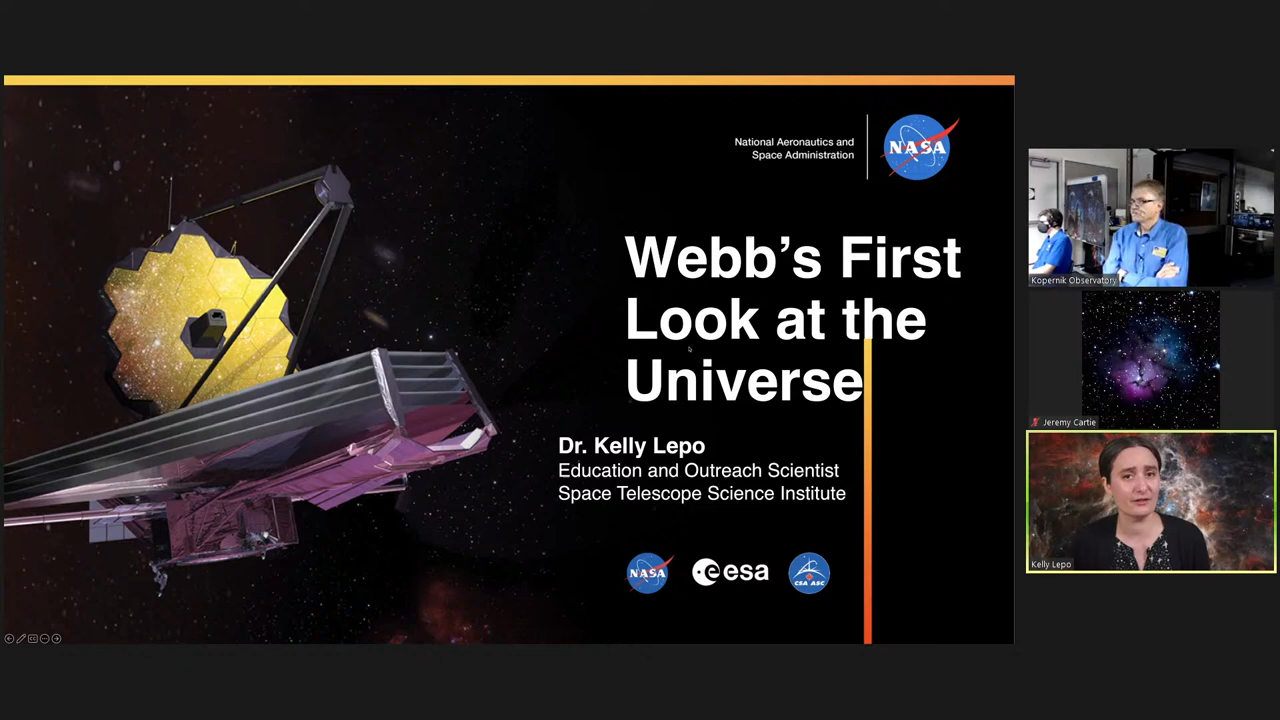 National Aeronautics and
Space Administration
NASA
Webb's First
Look at the
Universe
Dr. Kelly Lepo
Education and Outreach Scientist
Space Telescope Science Institute
NASA
esa
CSA ASC
Kopernik Observatory
Jeremy Cartie
Kelly Lepo